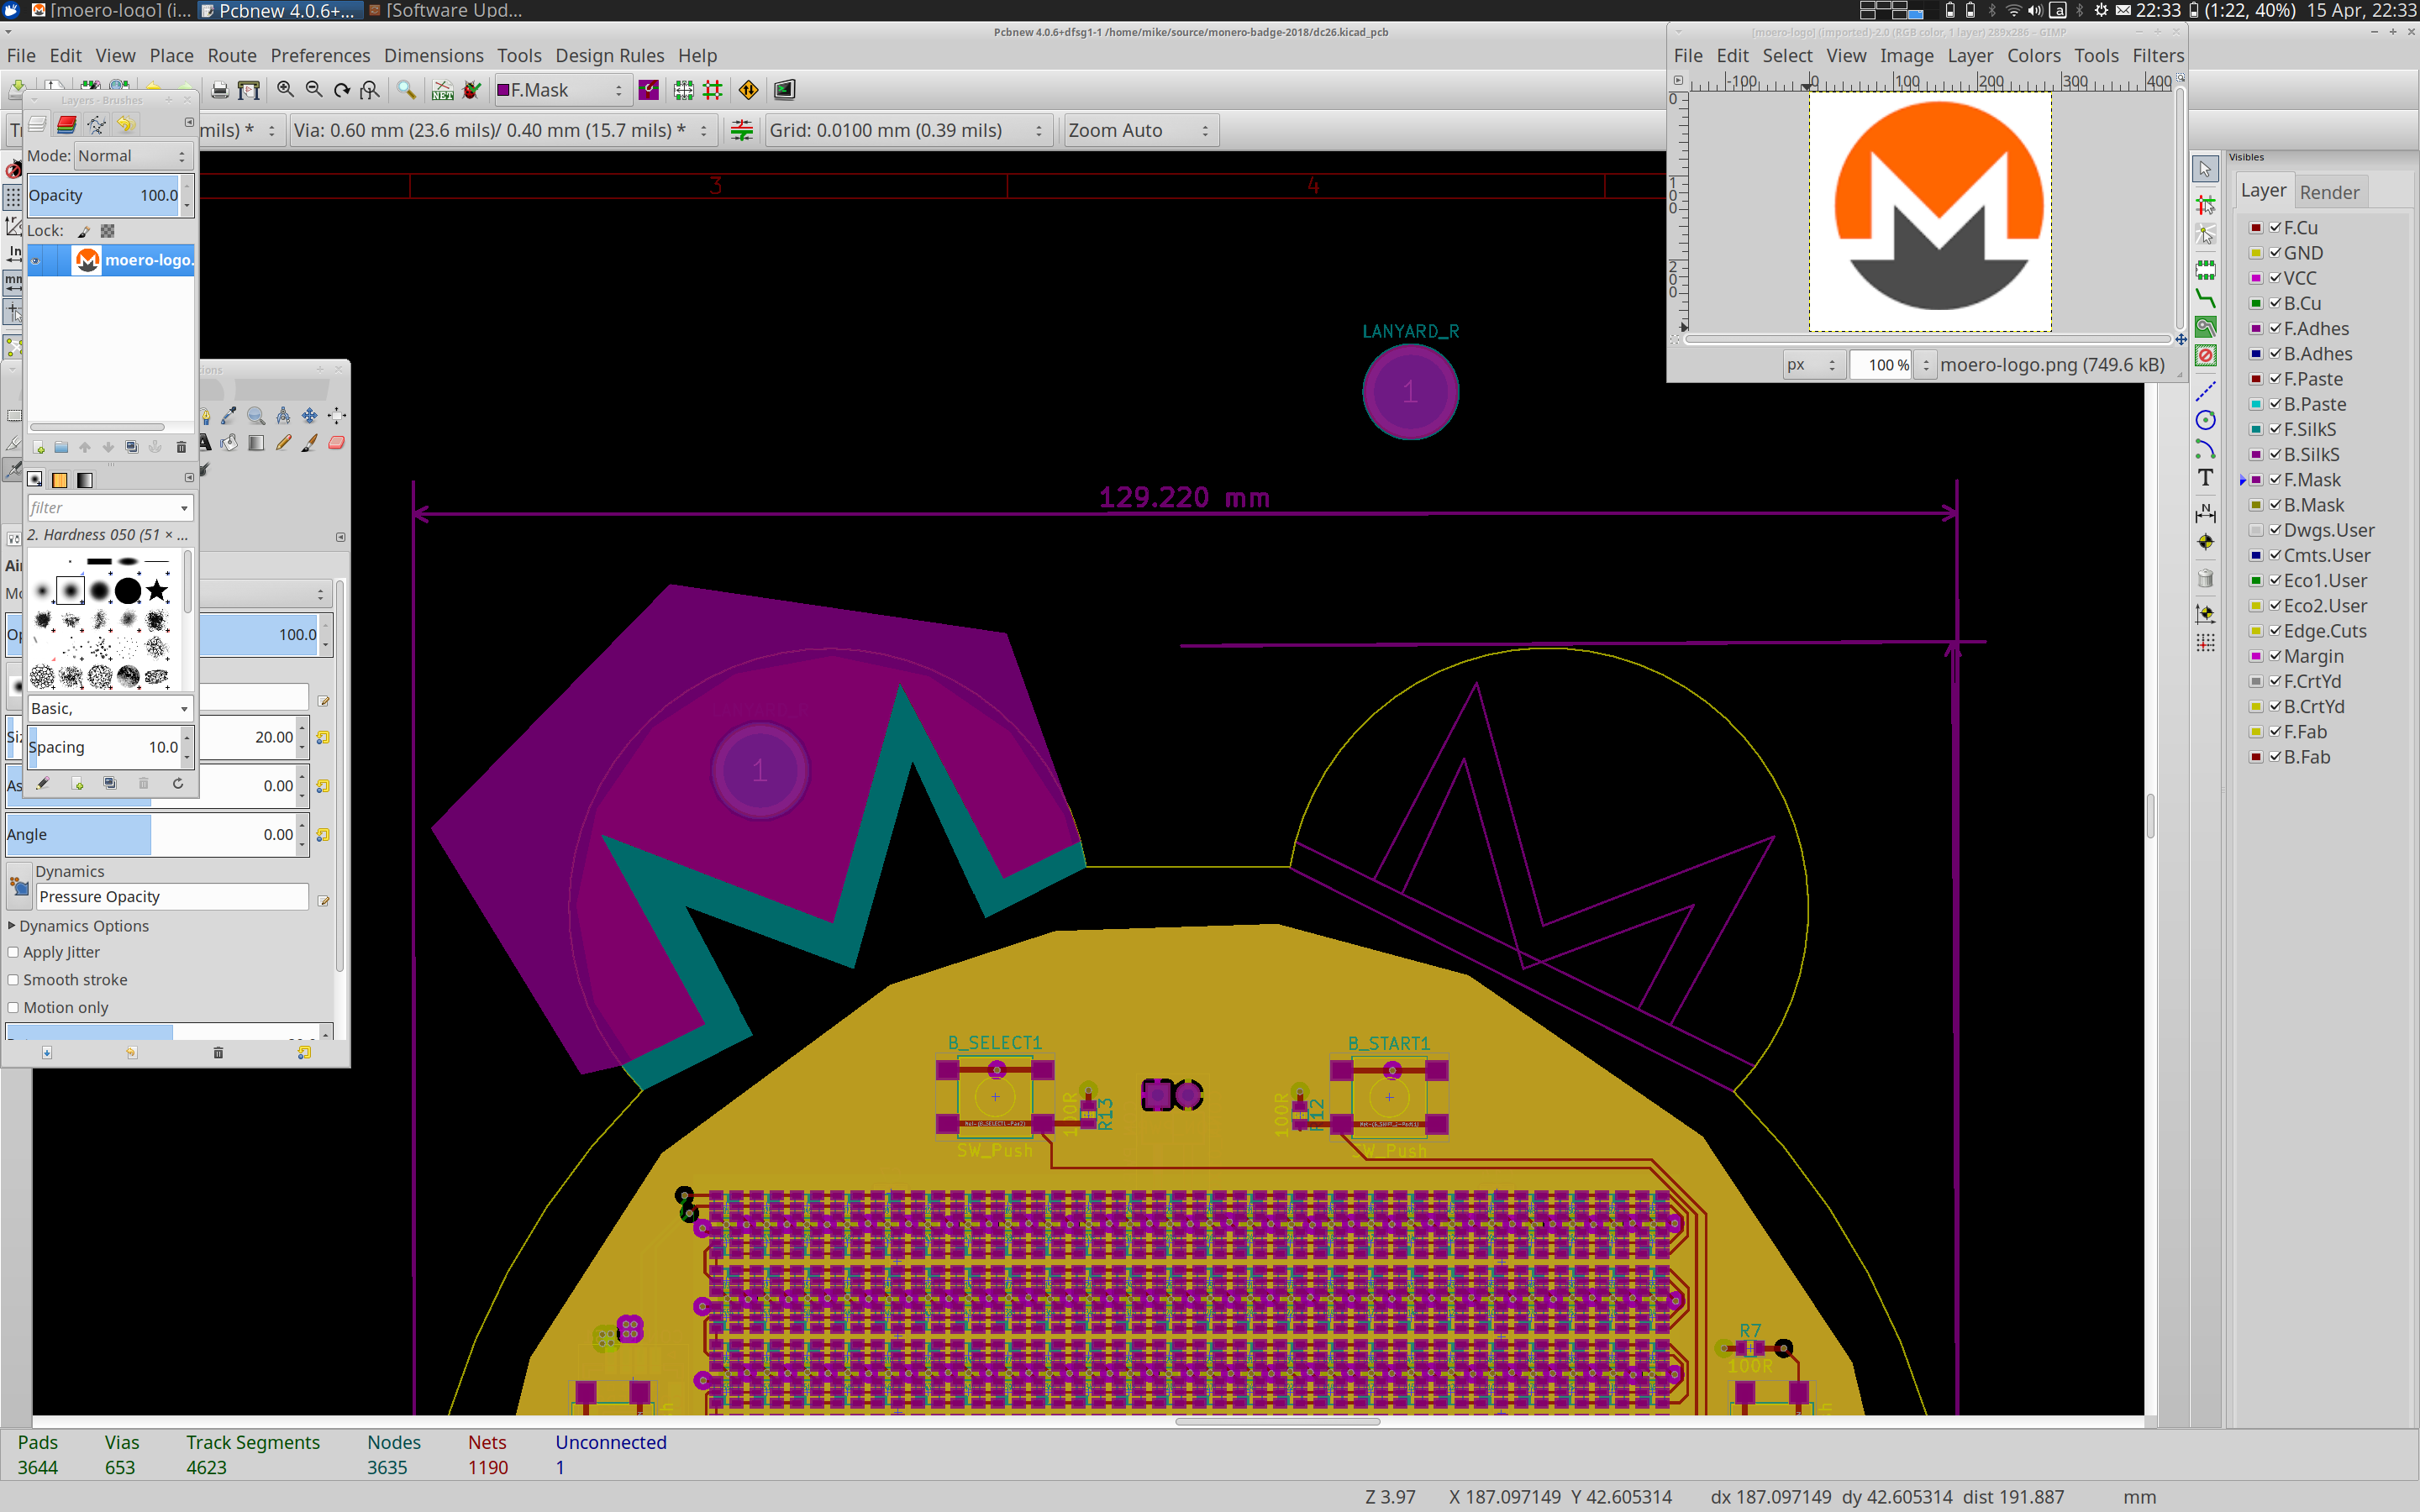 [moero-logo] (i...
Pcbnew 4.0.6+...
[Software Upd...
22:33
(1:22, 40%)
15 Apr, 22:33
Pcbnew 4.0.6+dfsg1-1 /home/mike/source/monero-badge-2018/dc26.kicad_pcb
[moero-logo] (imported)-2.0 (RGB color, 1 layer) 289x286 – GIMP
File Edit View Place Route Preferences Dimensions Tools Design Rules Help
File Edit Select View Image Layer Colors Tools Filters
F.Mask
mils) *
Via: 0.60 mm (23.6 mils)/ 0.40 mm (15.7 mils) *
Grid: 0.0100 mm (0.39 mils)
Zoom Auto
Layers - Brushes
Mode: Normal
Opacity 100.0
Lock:
moero-logo.
filter
2. Hardness 050 (51 × ...
Basic,
Spacing 10.0
100.0
20.00
0.00
Angle 0.00
Dynamics
Pressure Opacity
Dynamics Options
Apply Jitter
Smooth stroke
Motion only
3
4
LANYARD_R
1
129.220 mm
1
B_SELECT1
B_START1
100R
R13
100R
R12
SW_Push
SW_Push
R7
100R
-100 0 100 200 300 400
0
100
200
px
100 %
moero-logo.png (749.6 kB)
Visibles
Layer
Render
F.Cu
GND
VCC
B.Cu
F.Adhes
B.Adhes
F.Paste
B.Paste
F.SilkS
B.SilkS
F.Mask
B.Mask
Dwgs.User
Cmts.User
Eco1.User
Eco2.User
Edge.Cuts
Margin
F.CrtYd
B.CrtYd
F.Fab
B.Fab
Pads Vias Track Segments Nodes Nets Unconnected
3644 653 4623 3635 1190 1
Z 3.97 X 187.097149 Y 42.605314 dx 187.097149 dy 42.605314 dist 191.887 mm